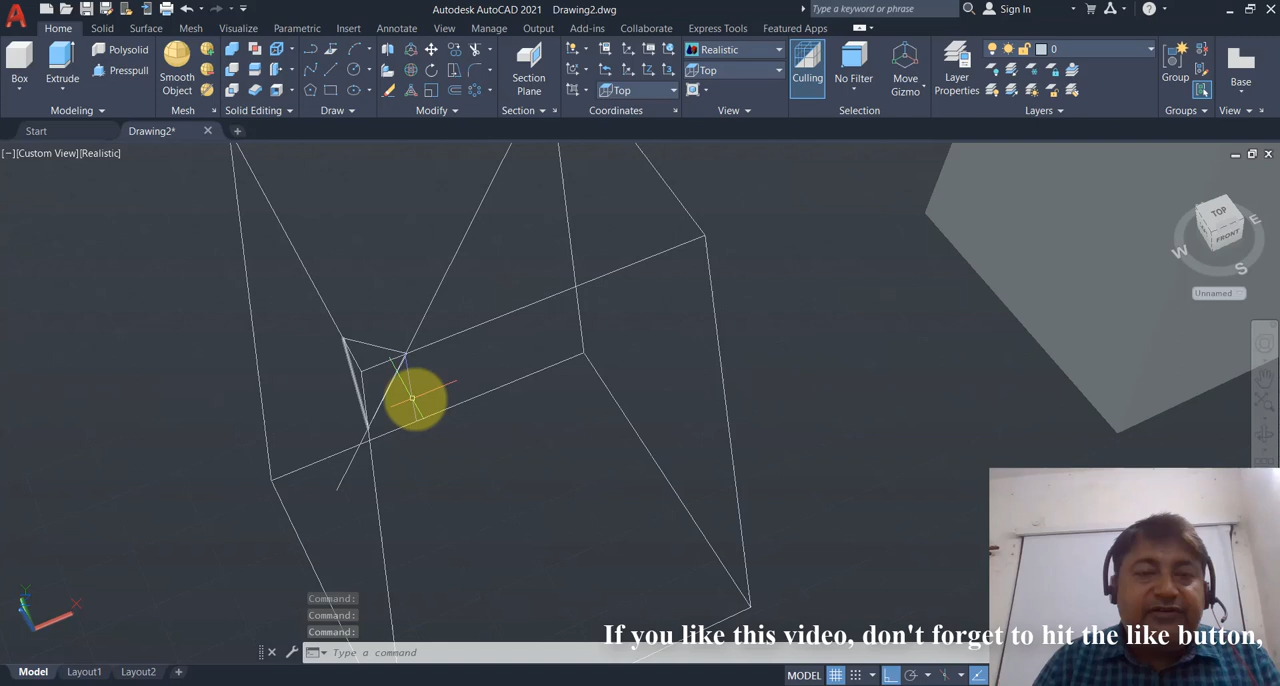 Autodesk AutoCAD 2021 Drawing2.dwg
Type a keyword or phrase
Sign In
Home Solid Surface Mesh Visualize Parametric Insert Annotate View Manage Output Add-ins Collaborate Express Tools Featured Apps
Box
Extrude
Polysolid
Presspull
Smooth Object
Section Plane
Realistic
Top
Top
Culling
No Filter
Move Gizmo
Layer Properties
0
Group
Base
Modeling
Mesh
Solid Editing
Draw
Modify
Section
Coordinates
View
Selection
Layers
Groups
View
Start
Drawing2*
[−][Custom View][Realistic]
TOP
FRONT
W
E
S
Unnamed
X
Command:
Command:
Command:
Type a command
If you like this video, don't forget to hit the like button,
Model Layout1 Layout2
MODEL